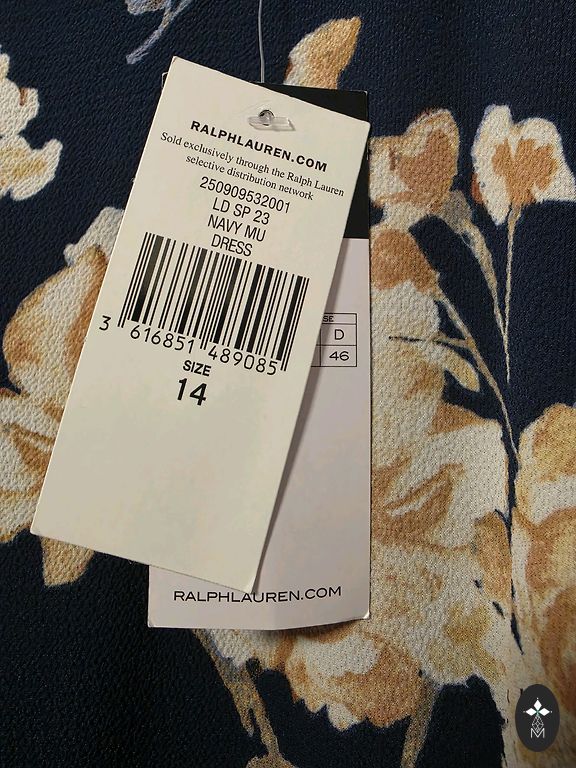 RALPHLAUREN.COM
Sold exclusively through the Ralph Lauren
selective distribution network
250909532001
LD SP 23
NAVY MU
DRESS
3 616851 489085
SIZE
14
SE
D
46
RALPHLAUREN.COM
M